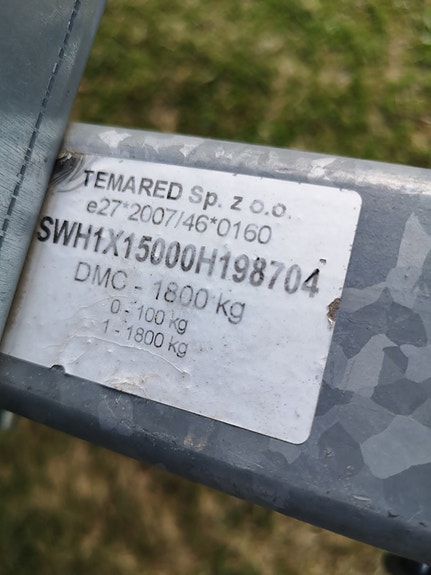 TEMARED Sp. z o.o.
e27*2007/46*0160
SWH1X15000H198704
DMC - 1800 kg
0 - 100 kg
1 - 1800 kg